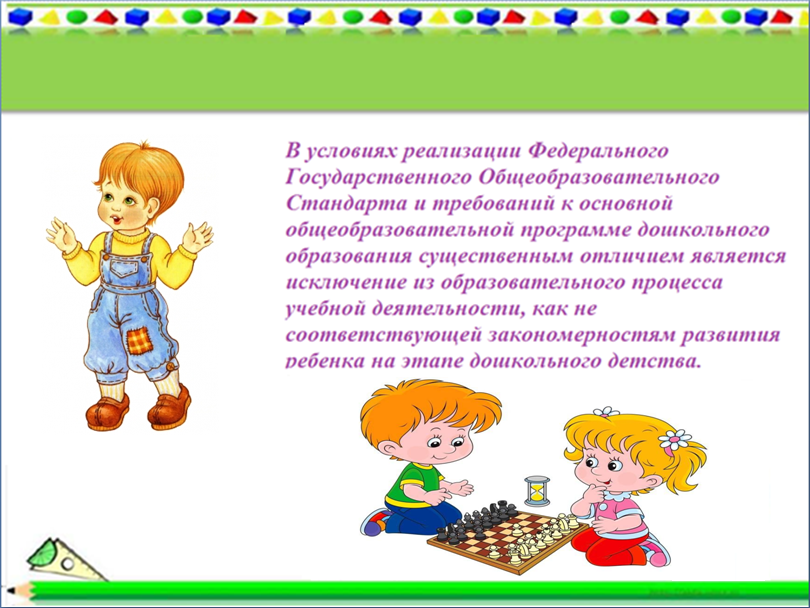 В условиях реализации Федерального
Государственного Общеобразовательного
Стандарта и требований к основной
общеобразовательной программе дошкольного
образования существенным отличием является
исключение из образовательного процесса
учебной деятельности, как не
соответствующей закономерностям развития
ребенка на этапе дошкольного детства.